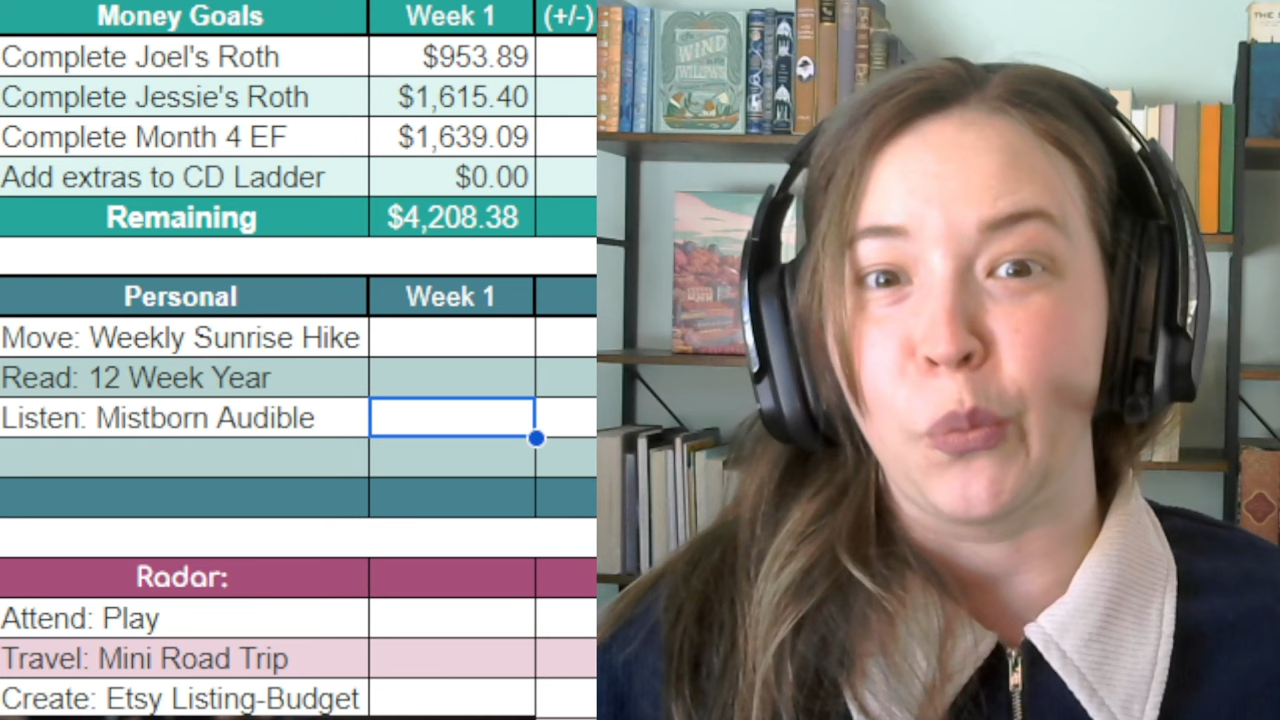 Money Goals Week 1 (+/-)
Complete Joel's Roth $953.89
Complete Jessie's Roth $1,615.40
Complete Month 4 EF $1,639.09
Add extras to CD Ladder $0.00
Remaining $4,208.38
Personal Week 1
Move: Weekly Sunrise Hike
Read: 12 Week Year
Listen: Mistborn Audible
Radar:
Attend: Play
Travel: Mini Road Trip
Create: Etsy Listing-Budget
WIND
WILLOWS
THE